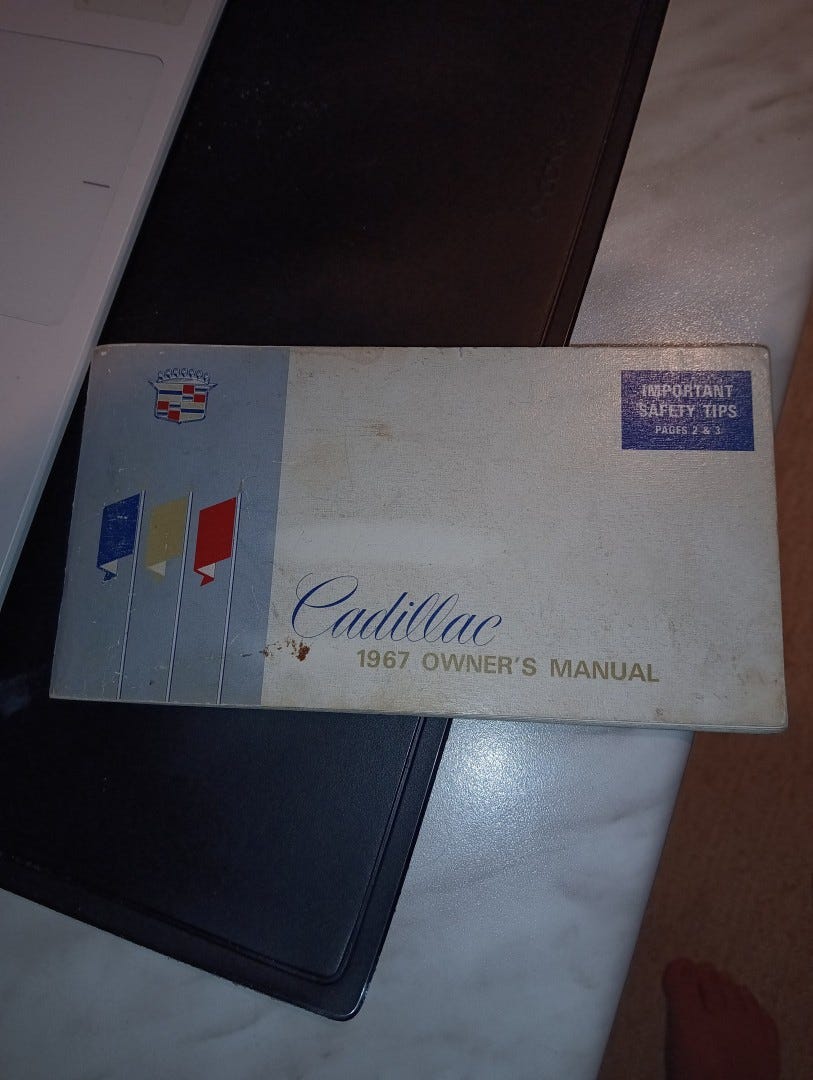 IMPORTANT
SAFETY TIPS
PAGES 2 & 3
Cadillac
1967 OWNER'S MANUAL